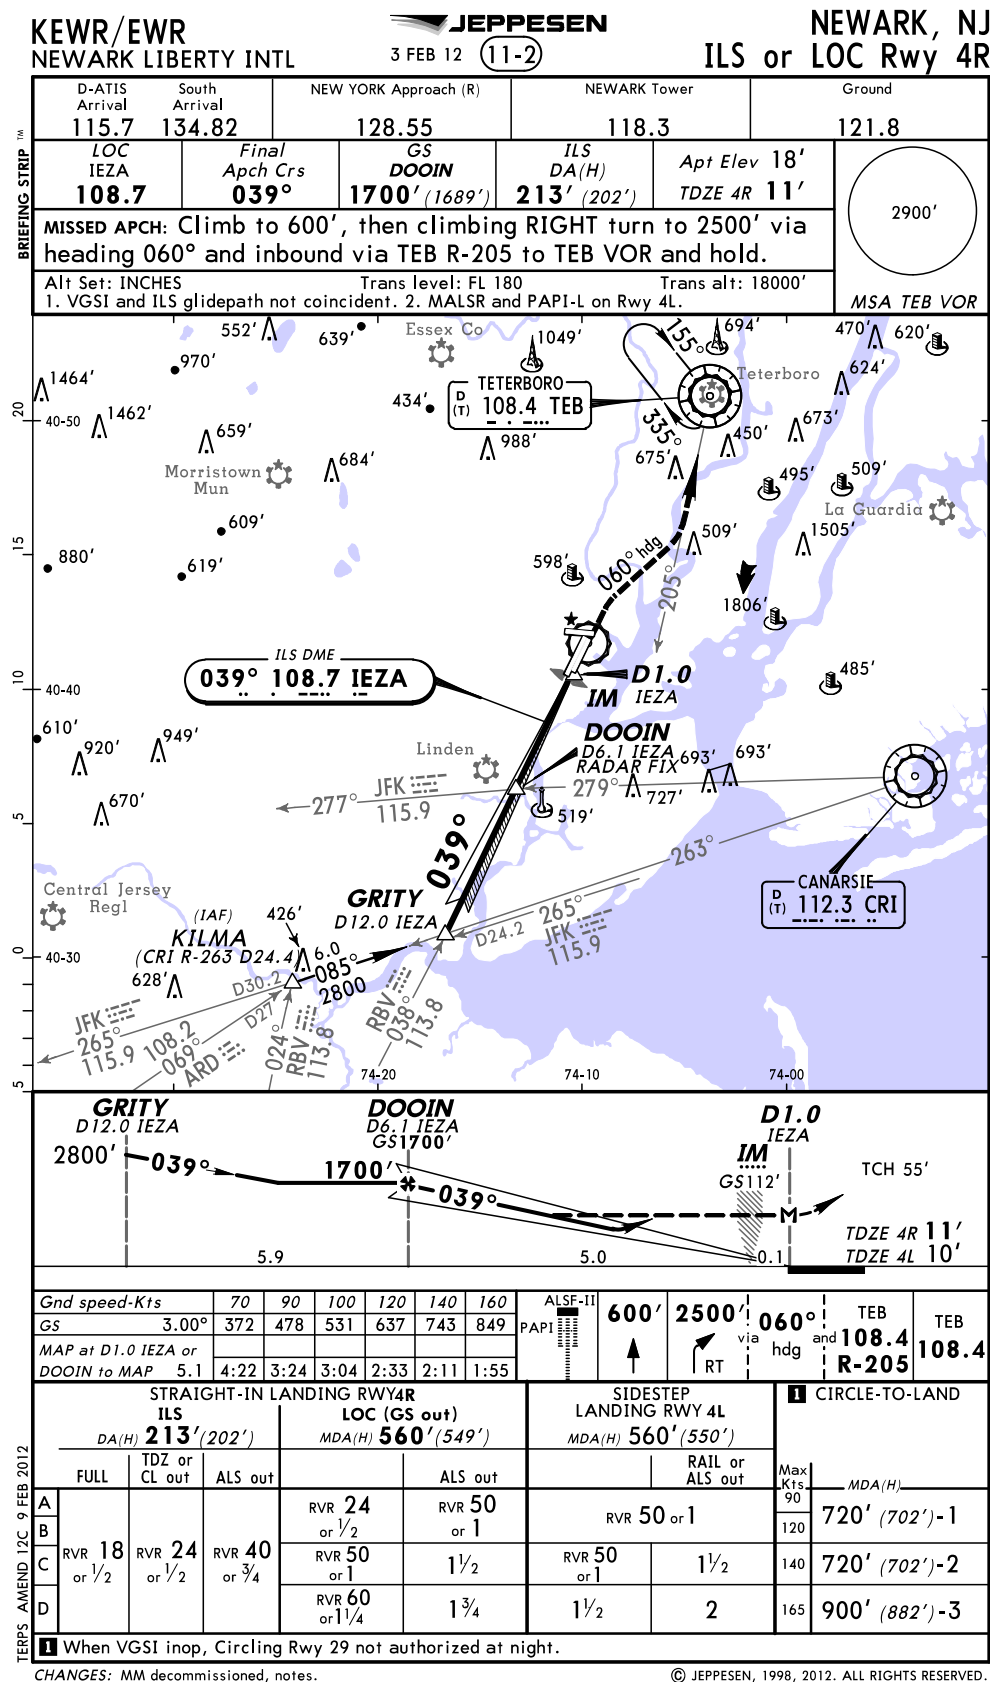 KEWR/EWR
NEWARK LIBERTY INTL
JEPPESEN
3 FEB 12
11-2
NEWARK, NJ
ILS or LOC Rwy 4R
BRIEFING STRIP TM
D-ATIS Arrival
115.7
South Arrival
134.82
NEW YORK Approach (R)
128.55
NEWARK Tower
118.3
Ground
121.8
LOC
IEZA
108.7
Final
Apch Crs
039°
GS
DOOIN
1700' (1689')
ILS
DA(H)
213' (202')
Apt Elev 18'
TDZE 4R 11'
2900'
MSA TEB VOR
MISSED APCH: Climb to 600', then climbing RIGHT turn to 2500' via
heading 060° and inbound via TEB R-205 to TEB VOR and hold.
Alt Set: INCHES Trans level: FL 180 Trans alt: 18000'
1. VGSI and ILS glidepath not coincident. 2. MALSR and PAPI-L on Rwy 4L.
552'
639'
Essex Co
1049'
155°
694'
470'
620'
970'
1464'
TETERBORO
D
(T) 108.4 TEB
Teterboro
624'
20
40-50
1462'
434'
335°
673'
659'
988'
450'
684'
675'
495'
509'
Morristown
Mun
La Guardia
609'
509'
1505'
15
880'
619'
598'
060° hdg
205°
1806'
ILS DME
039° 108.7 IEZA
D1.0
IEZA
IM
485'
10
40-40
610'
920'
949'
Linden
DOOIN
D6.1 IEZA
RADAR FIX
693'
693'
JFK
115.9
277°
279°
727'
670'
519'
5
039°
263°
Central Jersey
Regl
GRITY
D12.0 IEZA
CANARSIE
D
(T) 112.3 CRI
(IAF)
KILMA
(CRI R-263 D24.4)
426'
265°
JFK
115.9
D24.2
0
40-30
628'
6.0
085°
2800
D30.2
D27
JFK
265°
115.9
108.2
069°
ARD
024°
RBV
113.8
RBV
038°
113.8
5
74-20
74-10
74-00
GRITY
D12.0 IEZA
DOOIN
D6.1 IEZA
GS1700'
D1.0
IEZA
2800'
039°
1700'
039°
IM
GS112'
TCH 55'
M
TDZE 4R 11'
TDZE 4L 10'
5.9
5.0
0.1
Gnd speed-Kts 70 90 100 120 140 160
GS 3.00° 372 478 531 637 743 849
MAP at D1.0 IEZA or
DOOIN to MAP 5.1 4:22 3:24 3:04 2:33 2:11 1:55
ALSF-II
PAPI
600'
2500'
RT
via
060°
hdg
and
TEB
108.4
R-205
TEB
108.4
TERPS AMEND 12C 9 FEB 2012
STRAIGHT-IN LANDING RWY4R
ILS
DA(H) 213' (202')
LOC (GS out)
MDA(H) 560' (549')
SIDESTEP
LANDING RWY 4L
MDA(H) 560' (550')
1 CIRCLE-TO-LAND
FULL
TDZ or
CL out
ALS out
ALS out
RAIL or
ALS out
Max
Kts
MDA(H)
A
B
C
D
RVR 18
or 1/2
RVR 24
or 1/2
RVR 40
or 3/4
RVR 24
or 1/2
RVR 50
or 1
RVR 50
or 1
1 1/2
RVR 60
or 1 1/4
1 3/4
RVR 50 or 1
RVR 50
or 1
1 1/2
1 1/2
2
90
120
720' (702')-1
140
720' (702')-2
165
900' (882')-3
1 When VGSI inop, Circling Rwy 29 not authorized at night.
CHANGES: MM decommissioned, notes.
© JEPPESEN, 1998, 2012. ALL RIGHTS RESERVED.